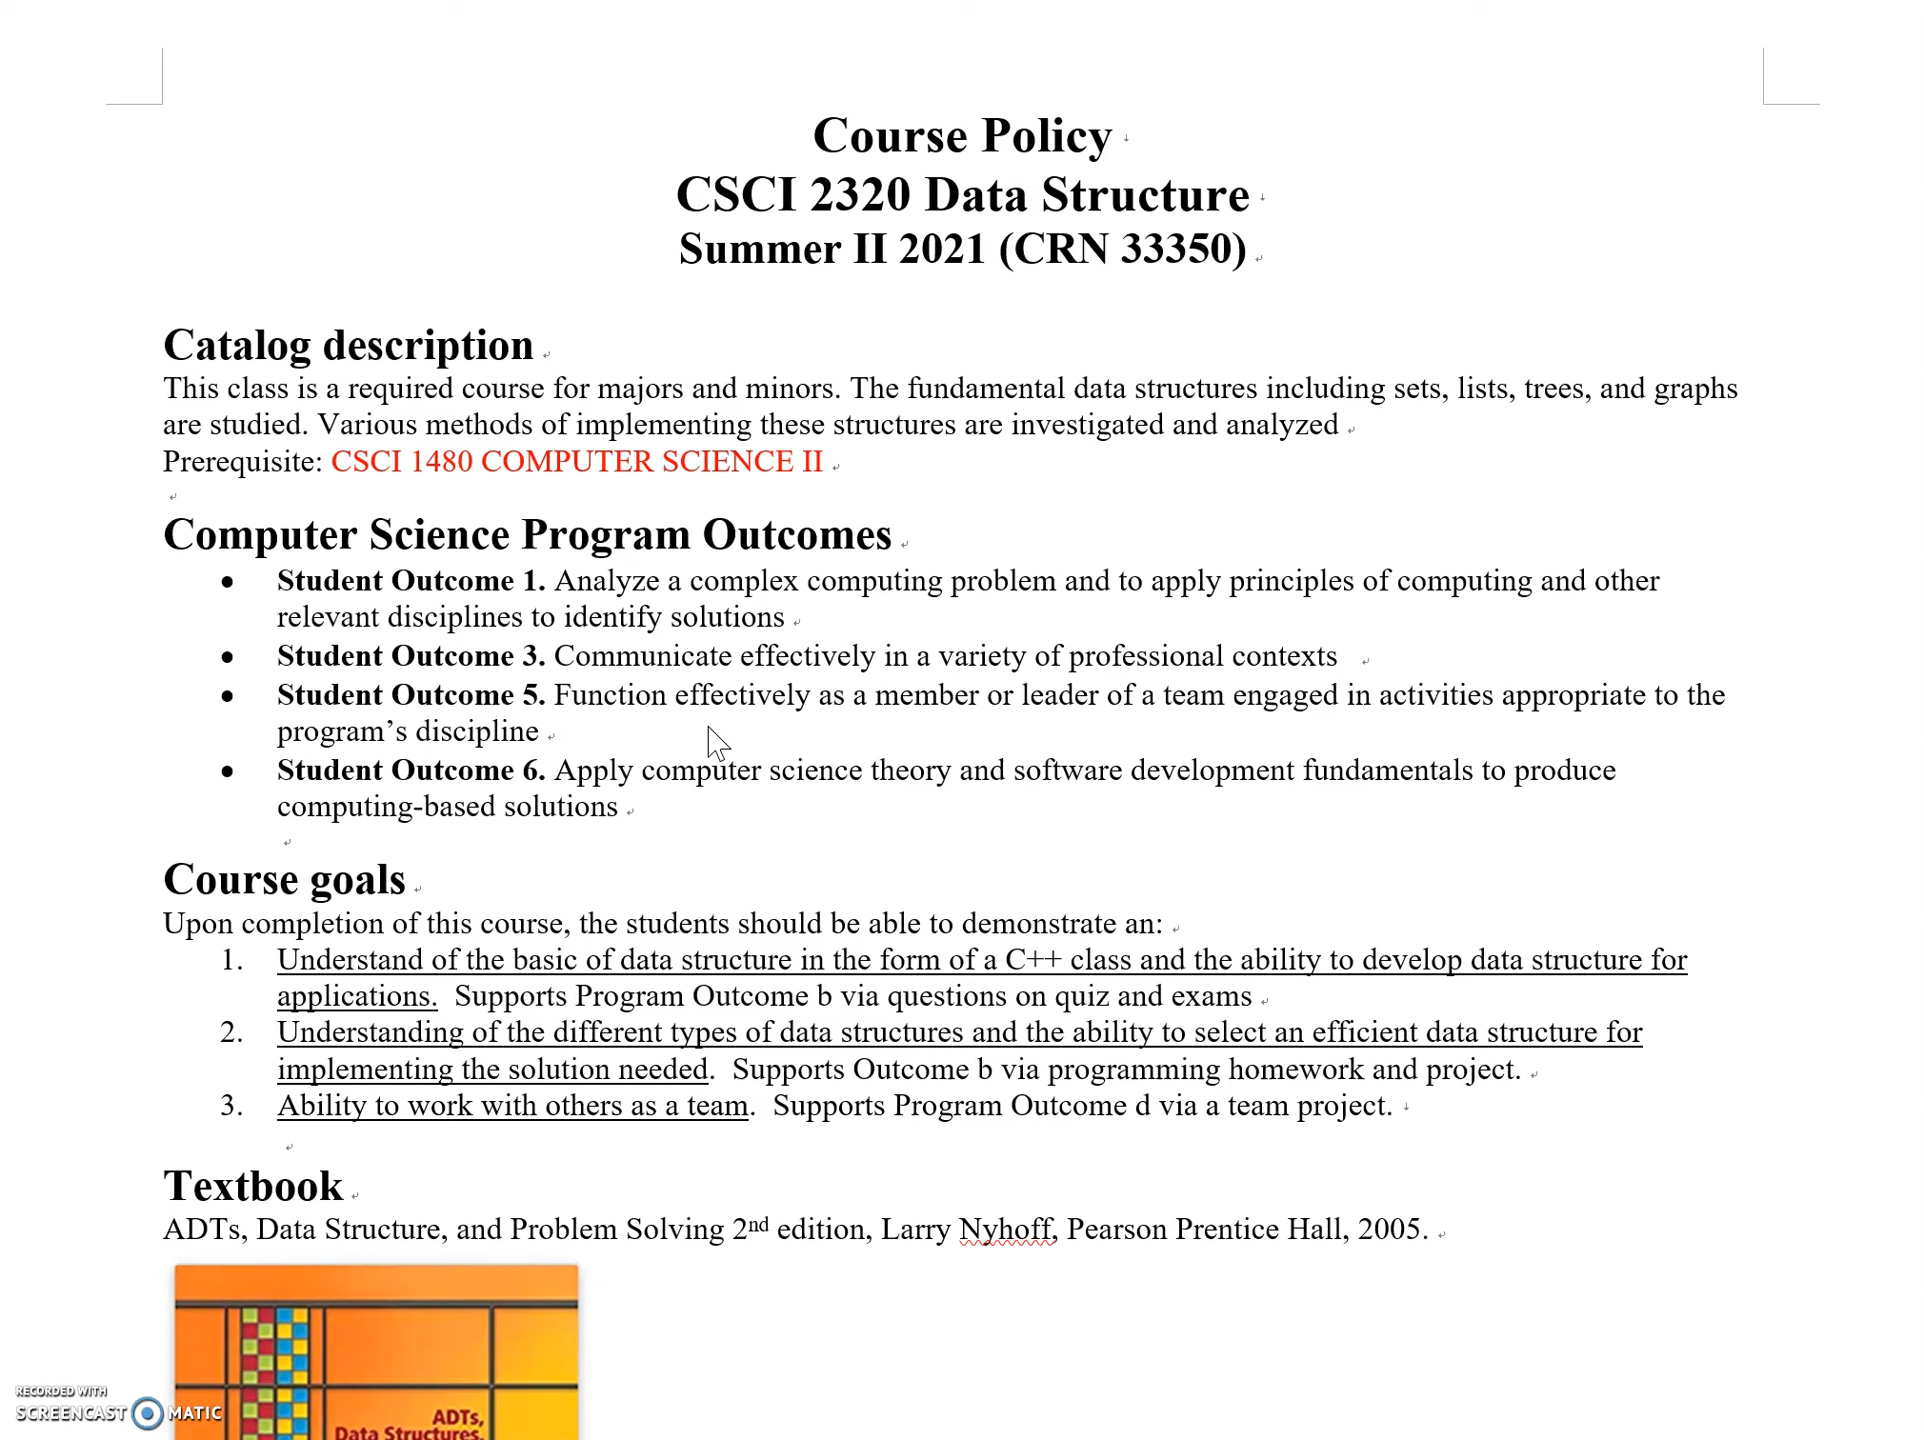 Course Policy
CSCI 2320 Data Structure
Summer II 2021 (CRN 33350)
Catalog description
This class is a required course for majors and minors. The fundamental data structures including sets, lists, trees, and graphs
are studied. Various methods of implementing these structures are investigated and analyzed
Prerequisite: CSCI 1480 COMPUTER SCIENCE II
Computer Science Program Outcomes
• Student Outcome 1. Analyze a complex computing problem and to apply principles of computing and other
relevant disciplines to identify solutions
• Student Outcome 3. Communicate effectively in a variety of professional contexts
• Student Outcome 5. Function effectively as a member or leader of a team engaged in activities appropriate to the
program’s discipline
• Student Outcome 6. Apply computer science theory and software development fundamentals to produce
computing-based solutions
Course goals
Upon completion of this course, the students should be able to demonstrate an:
1. Understand of the basic of data structure in the form of a C++ class and the ability to develop data structure for
applications. Supports Program Outcome b via questions on quiz and exams
2. Understanding of the different types of data structures and the ability to select an efficient data structure for
implementing the solution needed. Supports Outcome b via programming homework and project.
3. Ability to work with others as a team. Supports Program Outcome d via a team project.
Textbook
ADTs, Data Structure, and Problem Solving 2nd edition, Larry Nyhoff, Pearson Prentice Hall, 2005.
ADTs,
Data Structures,
RECORDED WITH
SCREENCAST MATIC